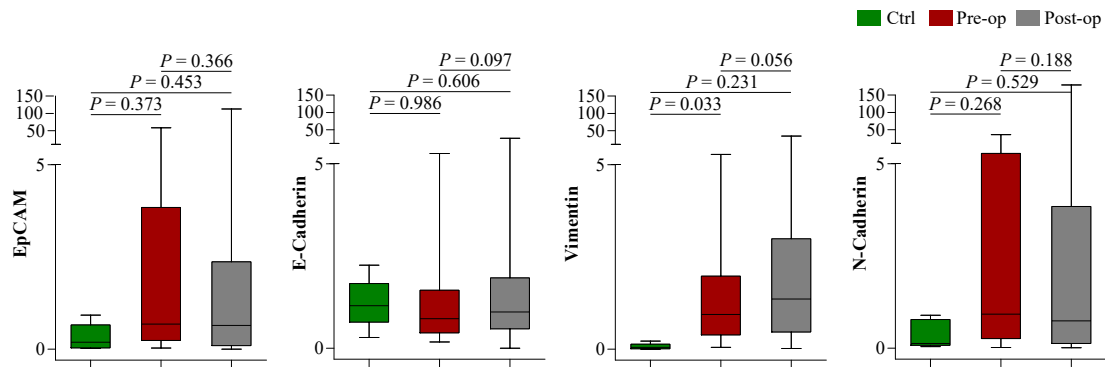 Ctrl Pre-op Post-op
P = 0.366
P = 0.453
P = 0.373
150
100
50
5
0
EpCAM
P = 0.097
P = 0.606
P = 0.986
150
100
50
5
0
E-Cadherin
P = 0.056
P = 0.231
P = 0.033
150
100
50
5
0
Vimentin
P = 0.188
P = 0.529
P = 0.268
150
100
50
5
0
N-Cadherin